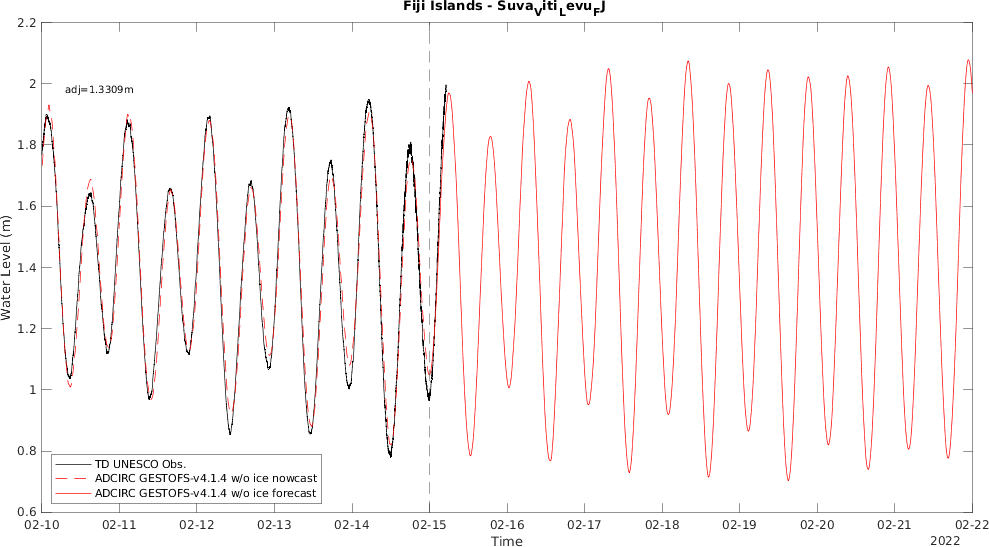 Fiji Islands - SuvaVitiLevuFJ
2.2
2
1.8
1.6
1.4
1.2
1
0.8
0.6
Water Level (m)
adj=1.3309m
TD UNESCO Obs.
ADCIRC GESTOFS-v4.1.4 w/o ice nowcast
ADCIRC GESTOFS-v4.1.4 w/o ice forecast
02-10 02-11 02-12 02-13 02-14 02-15 02-16 02-17 02-18 02-19 02-20 02-21 02-22
Time
2022